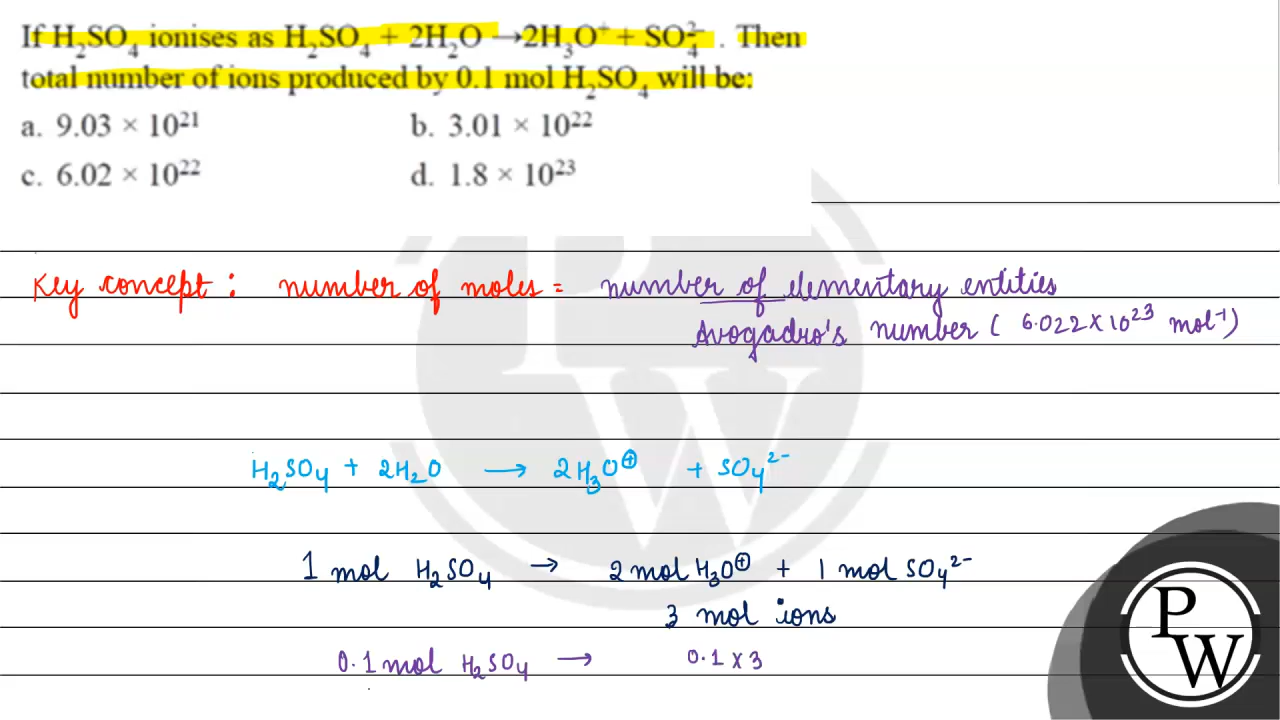 If H₂SO₄ ionises as H₂SO₄ + 2H₂O →2H₃O⁺ + SO₄²⁻ . Then
total number of ions produced by 0.1 mol H₂SO₄ will be:
a. 9.03 × 10²¹ b. 3.01 × 10²²
c. 6.02 × 10²² d. 1.8 × 10²³
Key concept : number of moles = number of elementary entities
Avogadro's number ( 6.022 × 10²³ mol⁻¹)
H₂SO₄ + 2H₂O → 2H₃O⊕ + SO₄²⁻
1 mol H₂SO₄ → 2 mol H₃O⊕ + 1 mol SO₄²⁻
3 mol ions
0.1 mol H₂SO₄ → 0.1 × 3
P
W